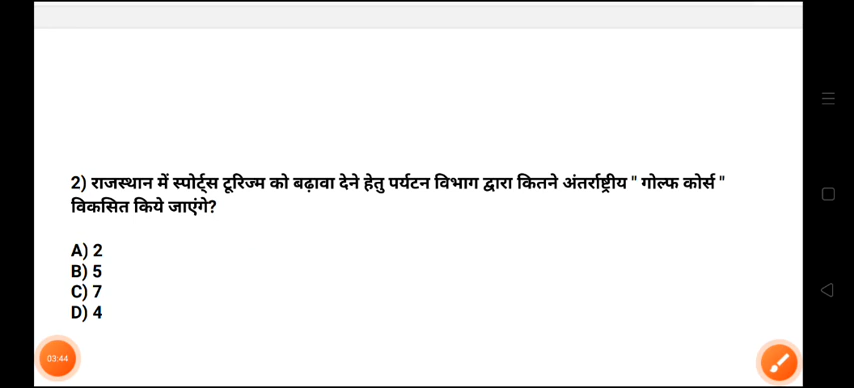 2) राजस्थान में स्पोर्ट्स टूरिज्म को बढ़ावा देने हेतु पर्यटन विभाग द्वारा कितने अंतर्राष्ट्रीय " गोल्फ कोर्स "
विकसित किये जाएंगे?
A) 2
B) 5
C) 7
D) 4
03:44